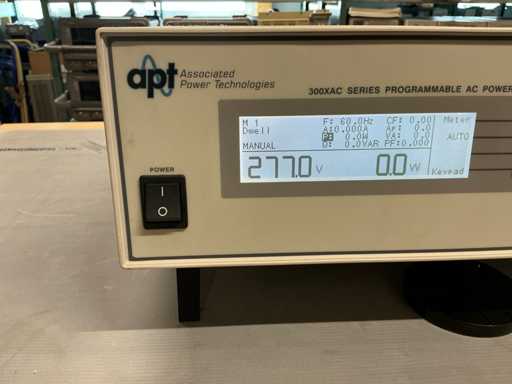 apt Associated
Power Technologies
300XAC SERIES PROGRAMMABLE AC POWER
POWER
I
O
M 1 F: 60.0Hz CF: 0.00 Meter
Dwell A:0.000A Ap: 0.0
P: 0.0W VA: 0.0 AUTO
MANUAL Q: 0.0VAR PF:0.000
277.0 V 0.0 W Keypad